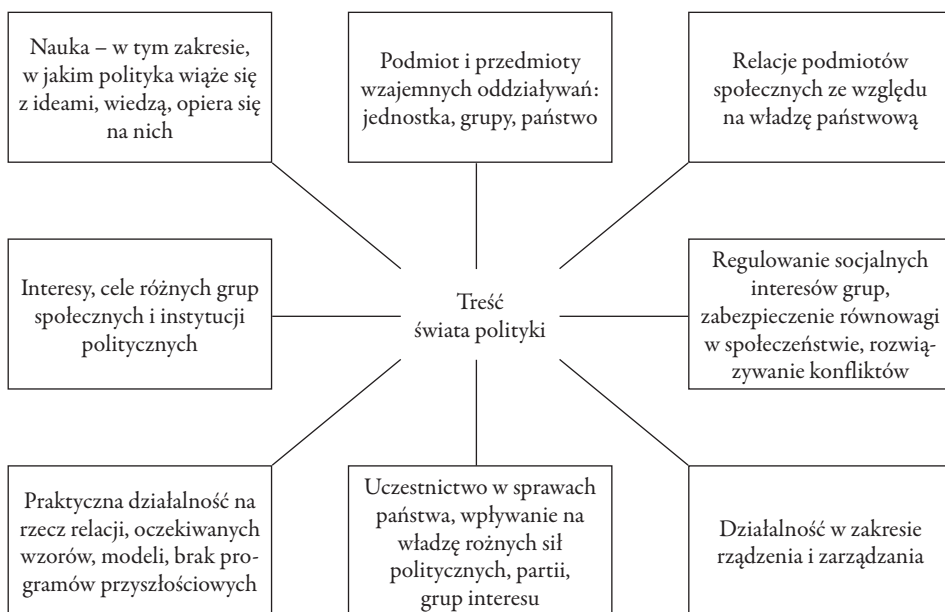 Nauka – w tym zakresie,
w jakim polityka wiąże się
z ideami, wiedzą, opiera się
na nich
Podmiot i przedmioty
wzajemnych oddziaływań:
jednostka, grupy, państwo
Relacje podmiotów
społecznych ze względu
na władzę państwową
Interesy, cele różnych grup
społecznych i instytucji
politycznych
Treść
świata polityki
Regulowanie socjalnych
interesów grup,
zabezpieczenie równowagi
w społeczeństwie, rozwią-
zywanie konfliktów
Praktyczna działalność na
rzecz relacji, oczekiwanych
wzorów, modeli, brak pro-
gramów przyszłościowych
Uczestnictwo w sprawach
państwa, wpływanie na
władzę rożnych sił
politycznych, partii,
grup interesu
Działalność w zakresie
rządzenia i zarządzania